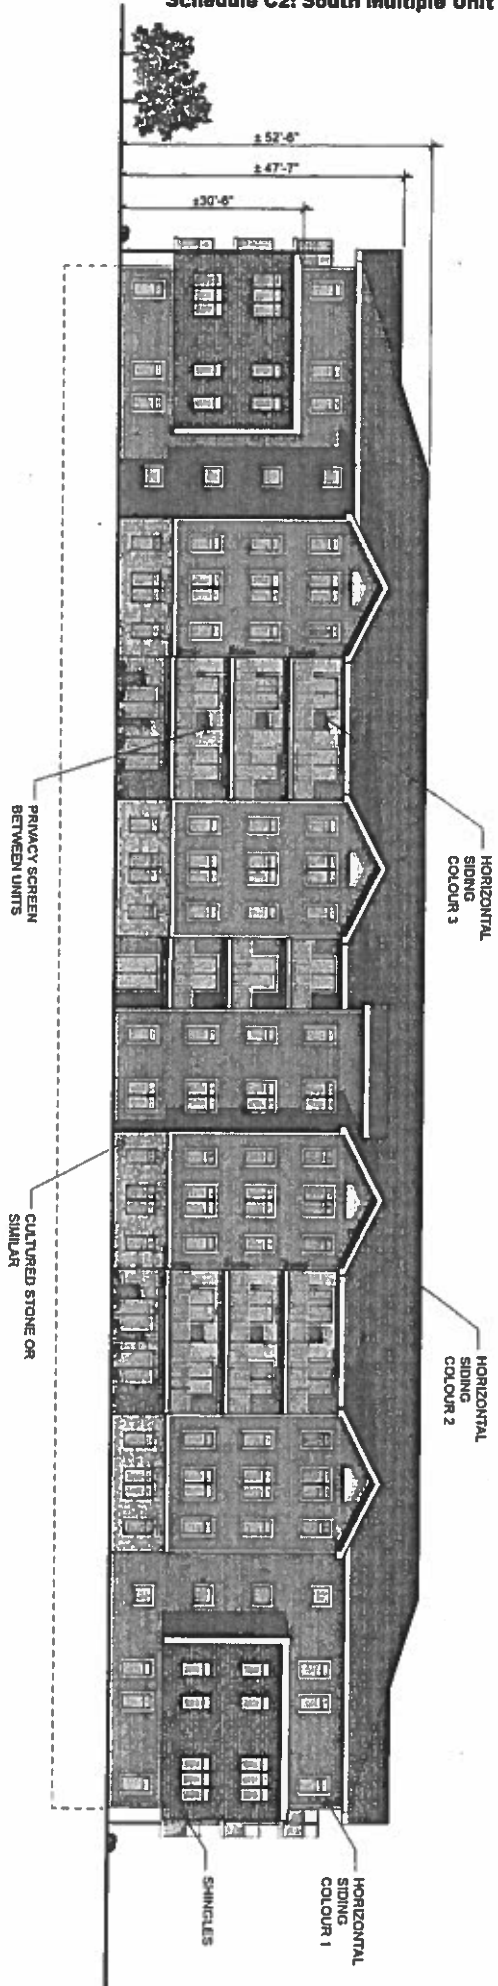 Schedule C2: South Multiple Unit
± 52'-6"
± 47'-7"
±30'-6"
PRIVACY SCREEN
BETWEEN UNITS
HORIZONTAL
SIDING
COLOUR 3
CULTURED STONE OR
SIMILAR
HORIZONTAL
SIDING
COLOUR 2
SHINGLES
HORIZONTAL
SIDING
COLOUR 1